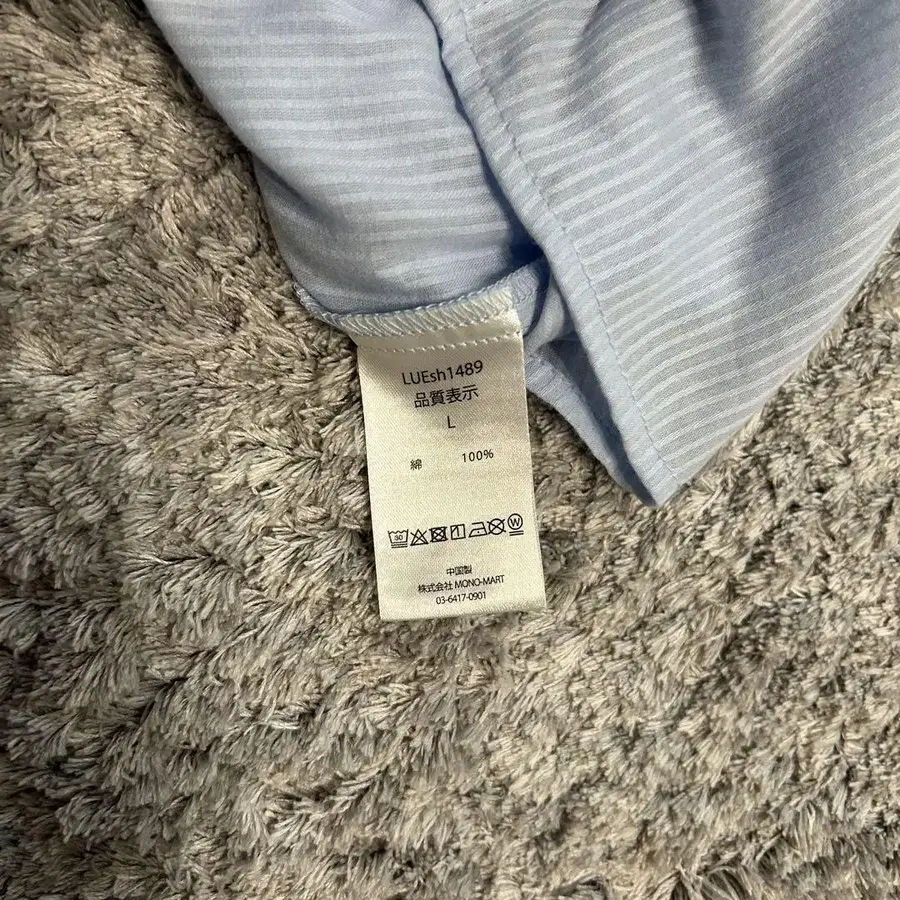 LUEsh1489
品質表示
L
綿 100%
30 W
中国製
株式会社 MONO-MART
03-6417-0901